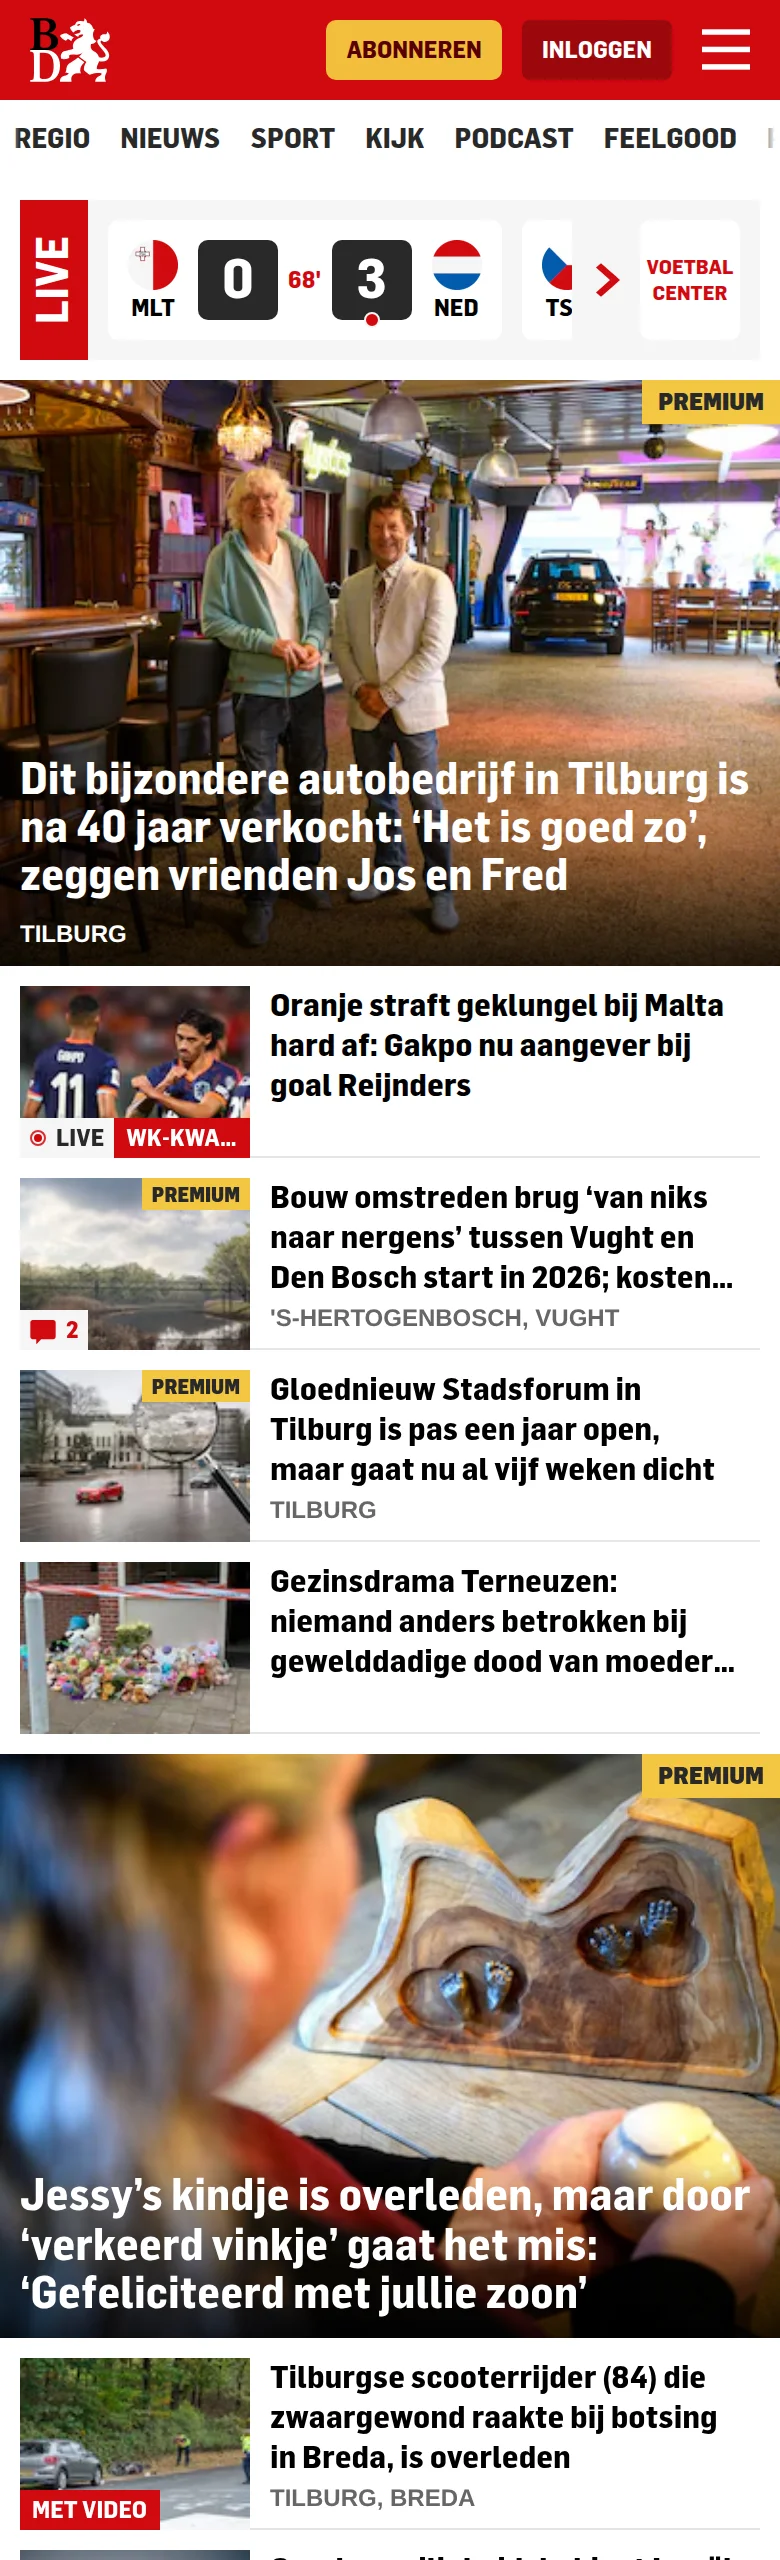 BD
ABONNEREN
INLOGGEN
REGIO NIEUWS SPORT KIJK PODCAST FEELGOOD
LIVE
MLT
0
68'
3
NED
TS
VOETBAL
CENTER
PREMIUM
Dit bijzondere autobedrijf in Tilburg is
na 40 jaar verkocht: ‘Het is goed zo’,
zeggen vrienden Jos en Fred
TILBURG
GAKPO
11
LIVE
WK-KWA...
Oranje straft geklungel bij Malta
hard af: Gakpo nu aangever bij
goal Reijnders
PREMIUM
2
Bouw omstreden brug ‘van niks
naar nergens’ tussen Vught en
Den Bosch start in 2026; kosten...
'S-HERTOGENBOSCH, VUGHT
PREMIUM
Gloednieuw Stadsforum in
Tilburg is pas een jaar open,
maar gaat nu al vijf weken dicht
TILBURG
Gezinsdrama Terneuzen:
niemand anders betrokken bij
gewelddadige dood van moeder...
PREMIUM
Jessy’s kindje is overleden, maar door
‘verkeerd vinkje’ gaat het mis:
‘Gefeliciteerd met jullie zoon’
MET VIDEO
Tilburgse scooterrijder (84) die
zwaargewond raakte bij botsing
in Breda, is overleden
TILBURG, BREDA